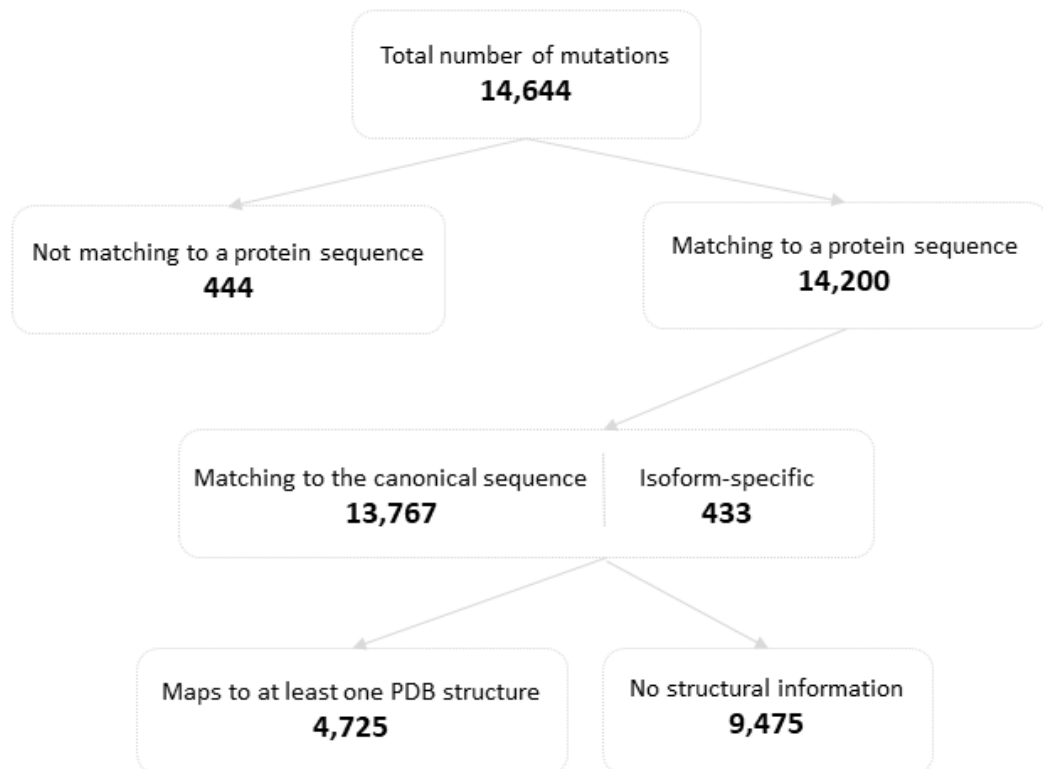 Total number of mutations
14,644
Not matching to a protein sequence
444
Matching to a protein sequence
14,200
Matching to the canonical sequence
13,767
Isoform-specific
433
Maps to at least one PDB structure
4,725
No structural information
9,475